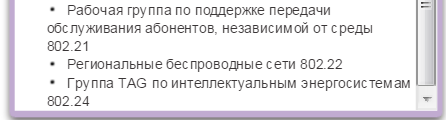 • Рабочая группа по поддержке передачи
обслуживания абонентов, независимой от среды
802.21
• Региональные беспроводные сети 802.22
• Группа TAG по интеллектуальным энергосистемам
802.24